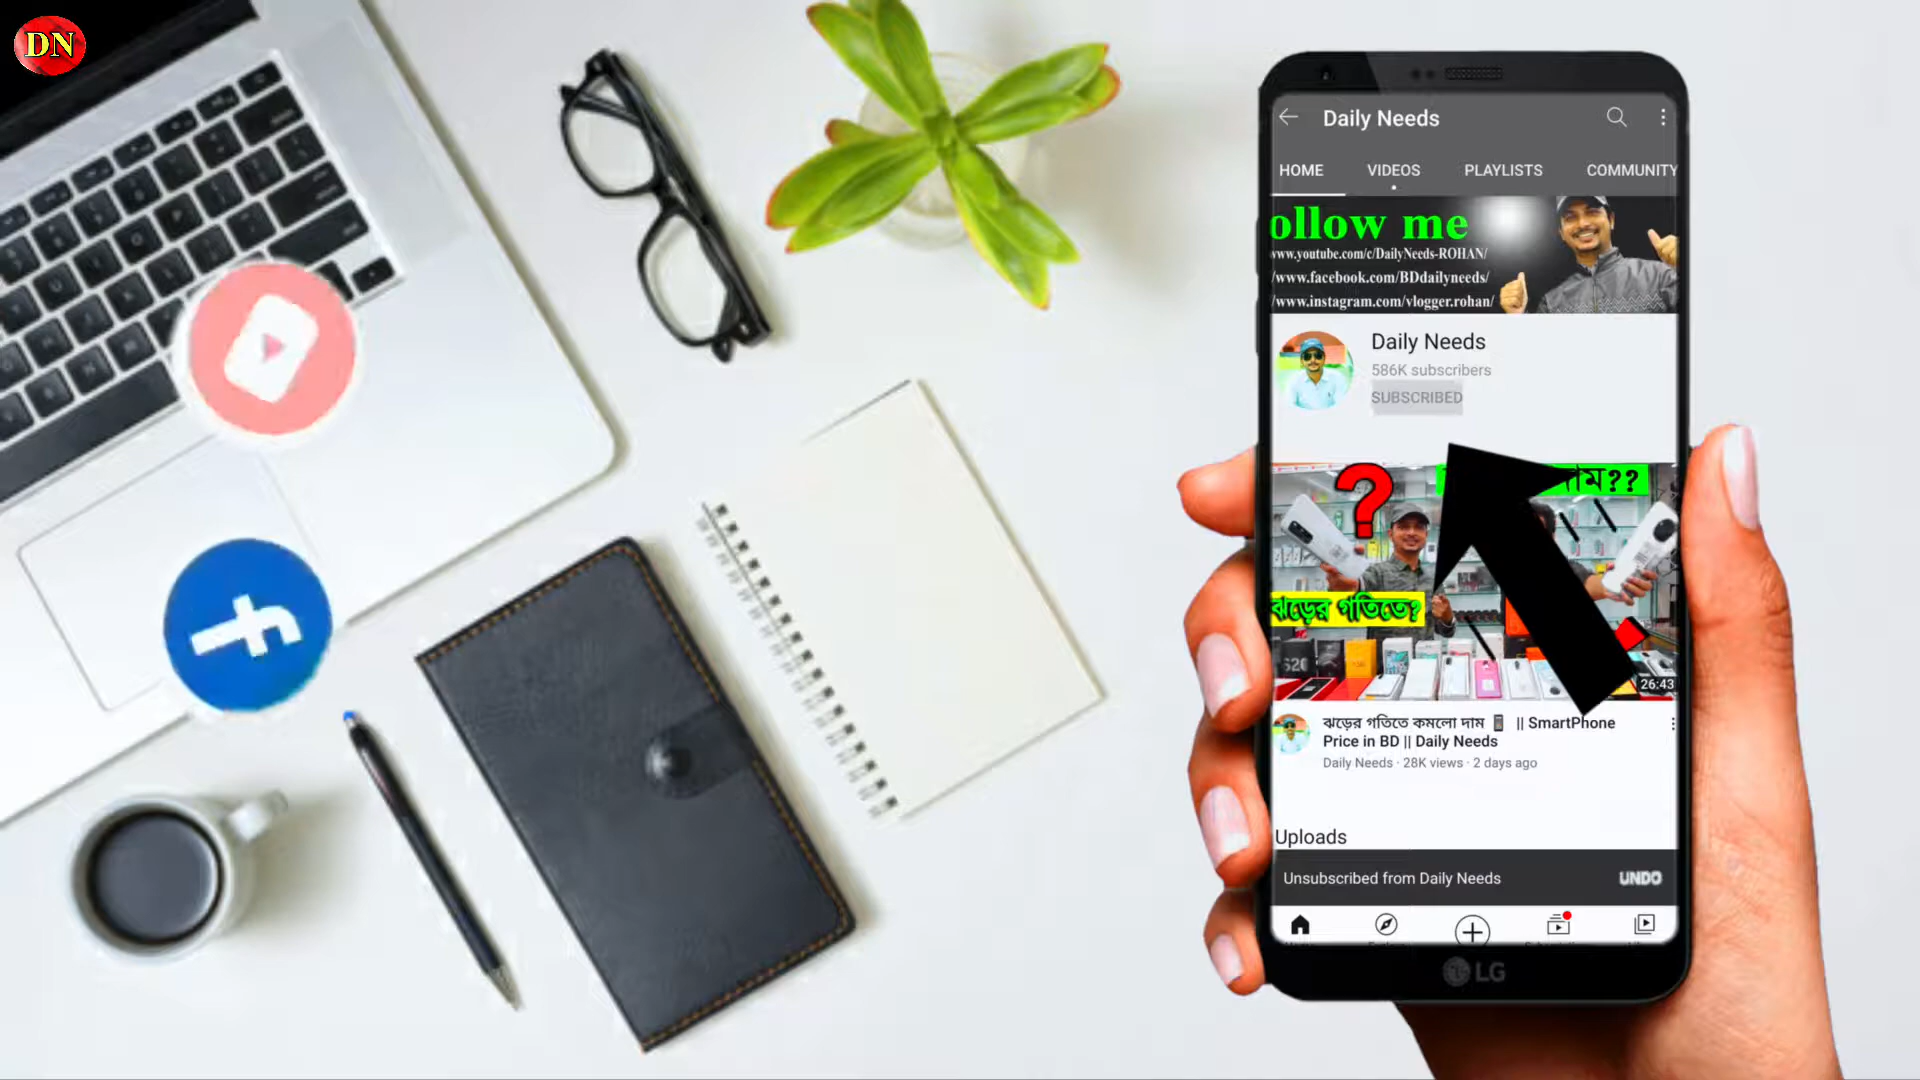 DN
Daily Needs
HOME VIDEOS PLAYLISTS COMMUNITY
ollow me
www.youtube.com/c/DailyNeeds-ROHAN/
/www.facebook.com/BDdailyneeds/
/www.instagram.com/vlogger.rohan/
Daily Needs
586K subscribers
SUBSCRIBED
?
দাম??
ঝড়ের গতিতে?
S20
26:43
ঝড়ের গতিতে কমলো দাম 📱 || SmartPhone
Price in BD || Daily Needs
Daily Needs · 28K views · 2 days ago
Uploads
Unsubscribed from Daily Needs UNDO
LG